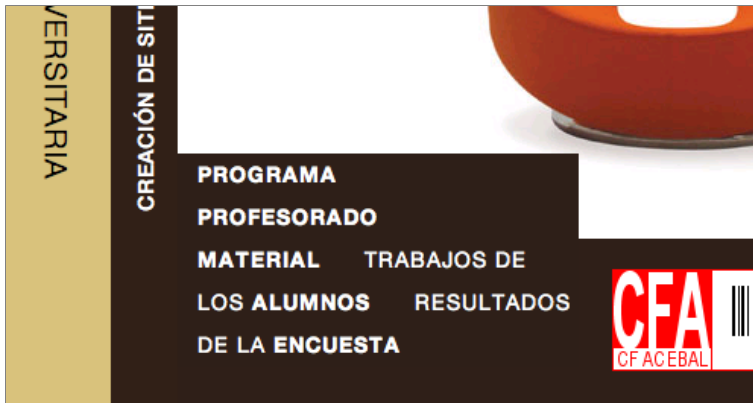 VERSITARIA
CREACIÓN DE SITI
PROGRAMA
PROFESORADO
MATERIAL TRABAJOS DE
LOS ALUMNOS RESULTADOS
DE LA ENCUESTA
CFA
CF ACEBAL